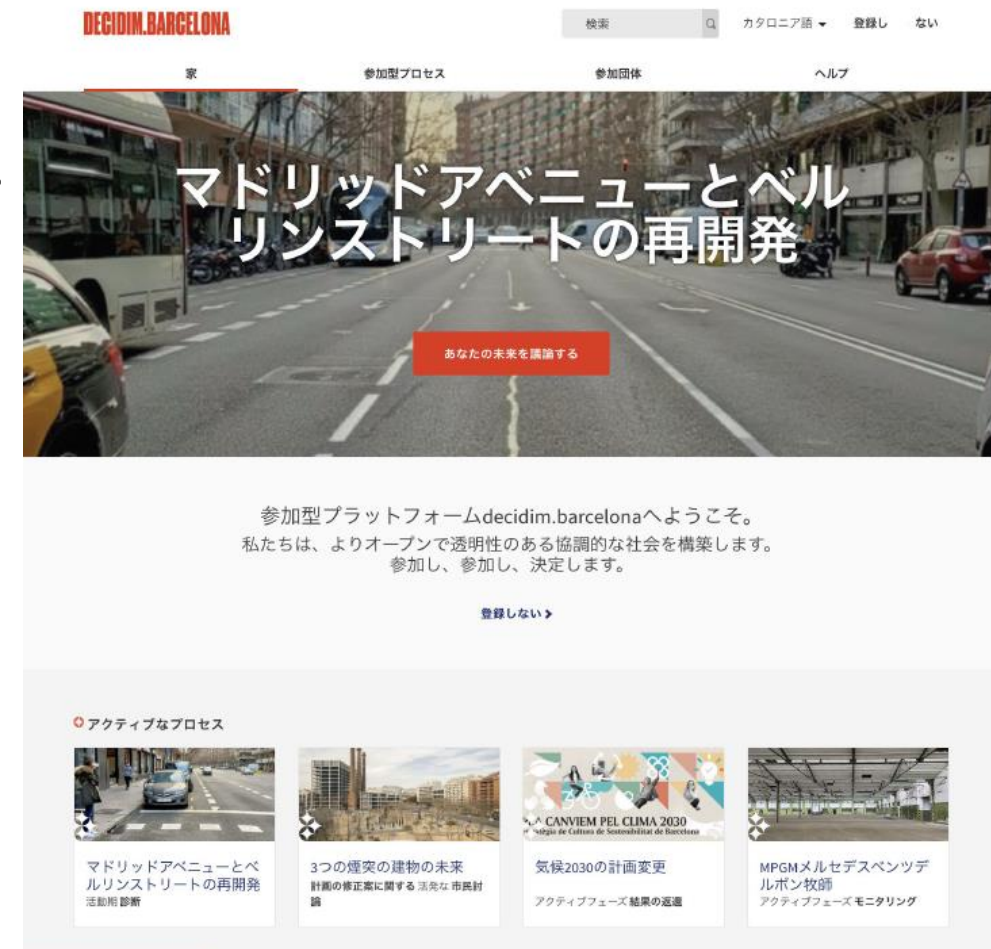 DECIDIM.BARCELONA
検索
カタロニア語
登録し ない
家
参加型プロセス
参加団体
ヘルプ
マドリッドアベニューとベル
リンストリートの再開発
あなたの未来を議論する
参加型プラットフォームdecidim.barcelonaへようこそ。
私たちは、よりオープンで透明性のある協調的な社会を構築します。
参加し、参加し、決定します。
登録しない
アクティブなプロセス
マドリッドアベニューとベ
ルリンストリートの再開発
活動期 診断
3つの煙突の建物の未来
計画の修正案に関する 活発な 市民討
論
CANVIEM PEL CLIMA 2030
Estratègia de Cultura de Sostenibilitat de Barcelona
気候2030の計画変更
アクティブフェーズ 結果の返還
MPGMメルセデスベンツデ
ルボン牧師
アクティブフェーズ モニタリング